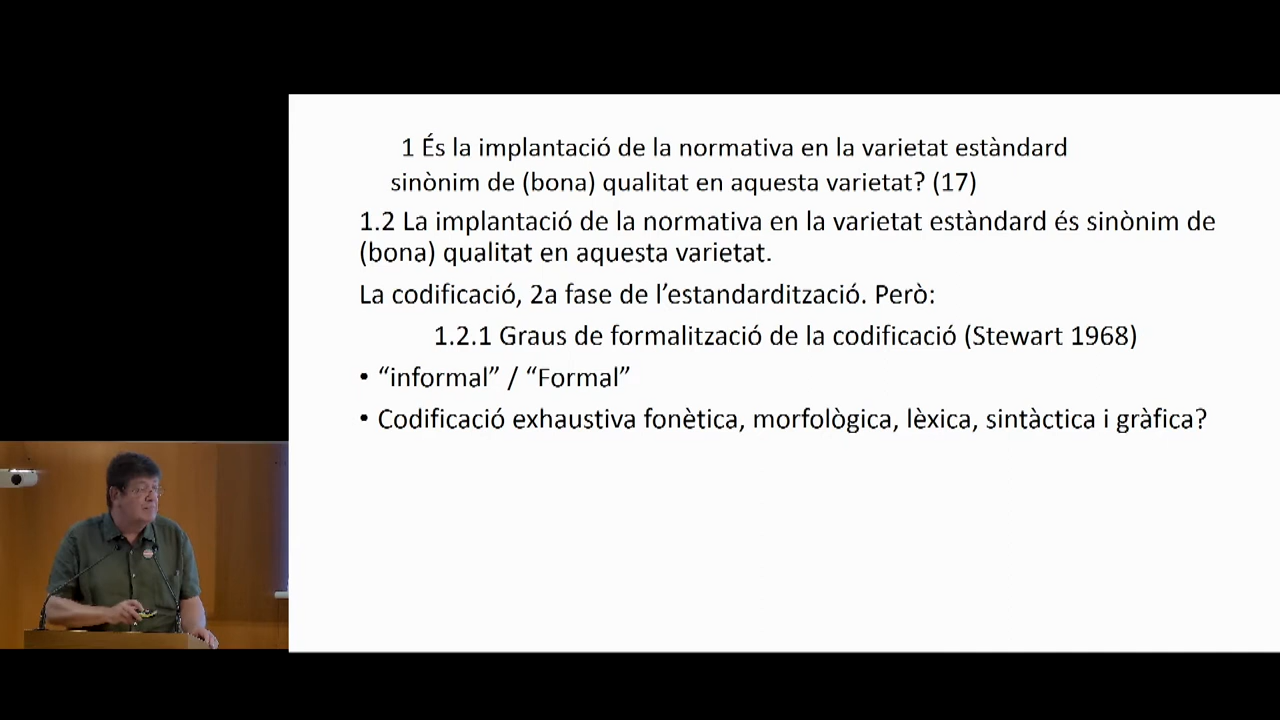 1 És la implantació de la normativa en la varietat estàndard
sinònim de (bona) qualitat en aquesta varietat? (17)
1.2 La implantació de la normativa en la varietat estàndard és sinònim de
(bona) qualitat en aquesta varietat.
La codificació, 2a fase de l’estandardització. Però:
1.2.1 Graus de formalització de la codificació (Stewart 1968)
• “informal” / “Formal”
• Codificació exhaustiva fonètica, morfològica, lèxica, sintàctica i gràfica?